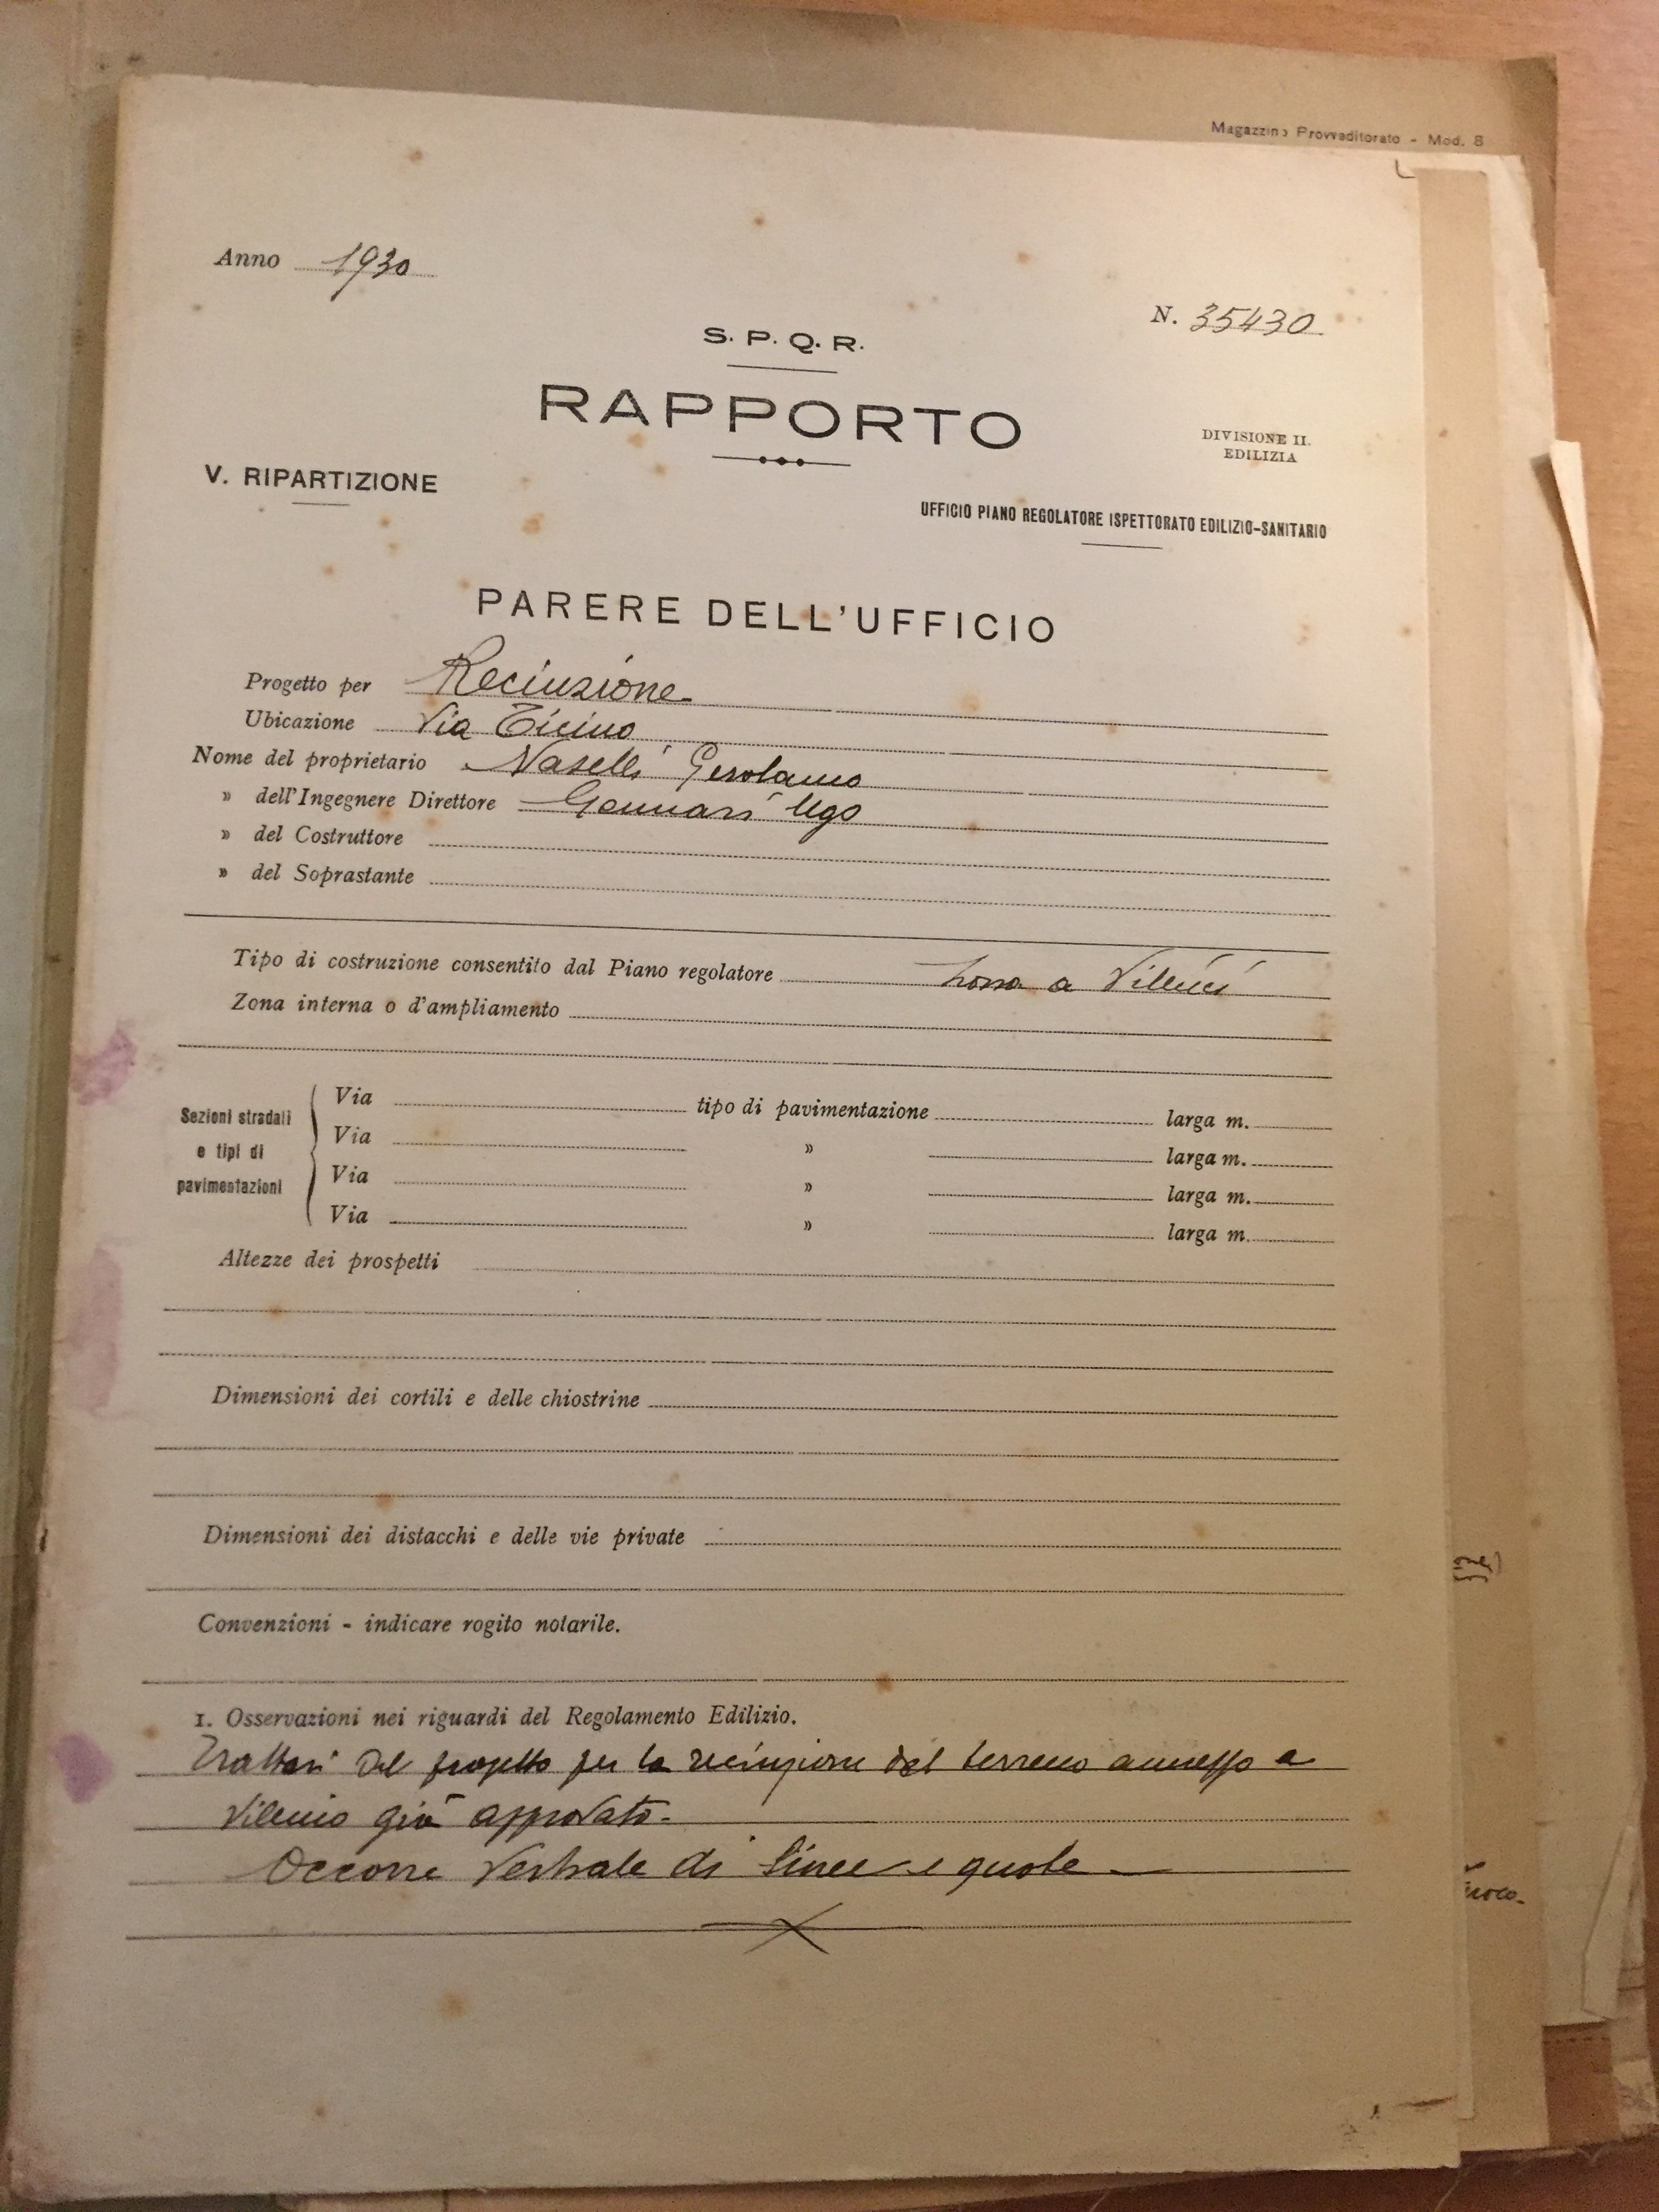 Magazzino Provveditorato - Mod. 8
Anno 1930
N. 35430
S. P. Q. R.
RAPPORTO
DIVISIONE II.
EDILIZIA
V. RIPARTIZIONE
UFFICIO PIANO REGOLATORE ISPETTORATO EDILIZIO-SANITARIO
PARERE DELL'UFFICIO
Progetto per Recinzione
Ubicazione Via Ticino
Nome del proprietario Naselli Gerolamo
» dell'Ingegnere Direttore Gennari Ugo
» del Costruttore
» del Soprastante
Tipo di costruzione consentito dal Piano regolatore Zona a Villini
Zona interna o d'ampliamento
Sezioni stradali
e tipi di
pavimentazioni
Via tipo di pavimentazione larga m.
Via » larga m.
Via » larga m.
Via » larga m.
Altezze dei prospetti
Dimensioni dei cortili e delle chiostrine
Dimensioni dei distacchi e delle vie private
Convenzioni - indicare rogito notarile.
1. Osservazioni nei riguardi del Regolamento Edilizio.
Trattasi del progetto per la recinzione del terreno annesso a
Villino già approvato.
Occorre Verbale di linee e quote